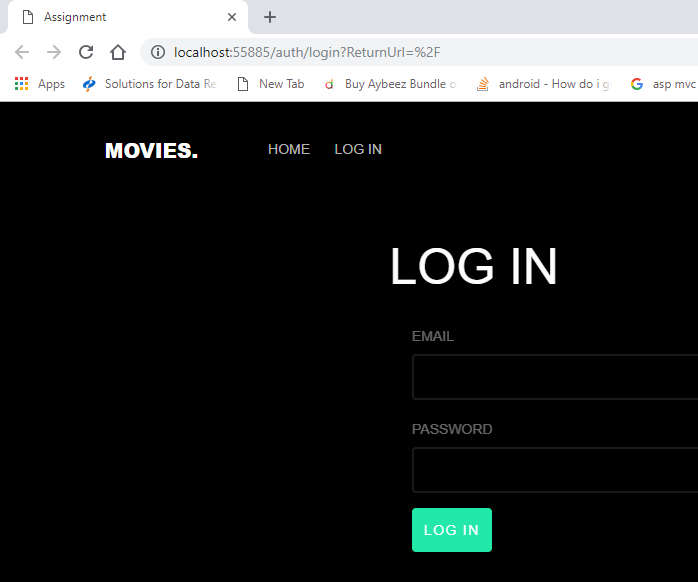 Assignment
localhost:55885/auth/login?ReturnUrl=%2F
Apps Solutions for Data Re New Tab Buy Aybeez Bundle o android - How do i g asp mvc
MOVIES. HOME LOG IN
LOG IN
EMAIL
PASSWORD
LOG IN